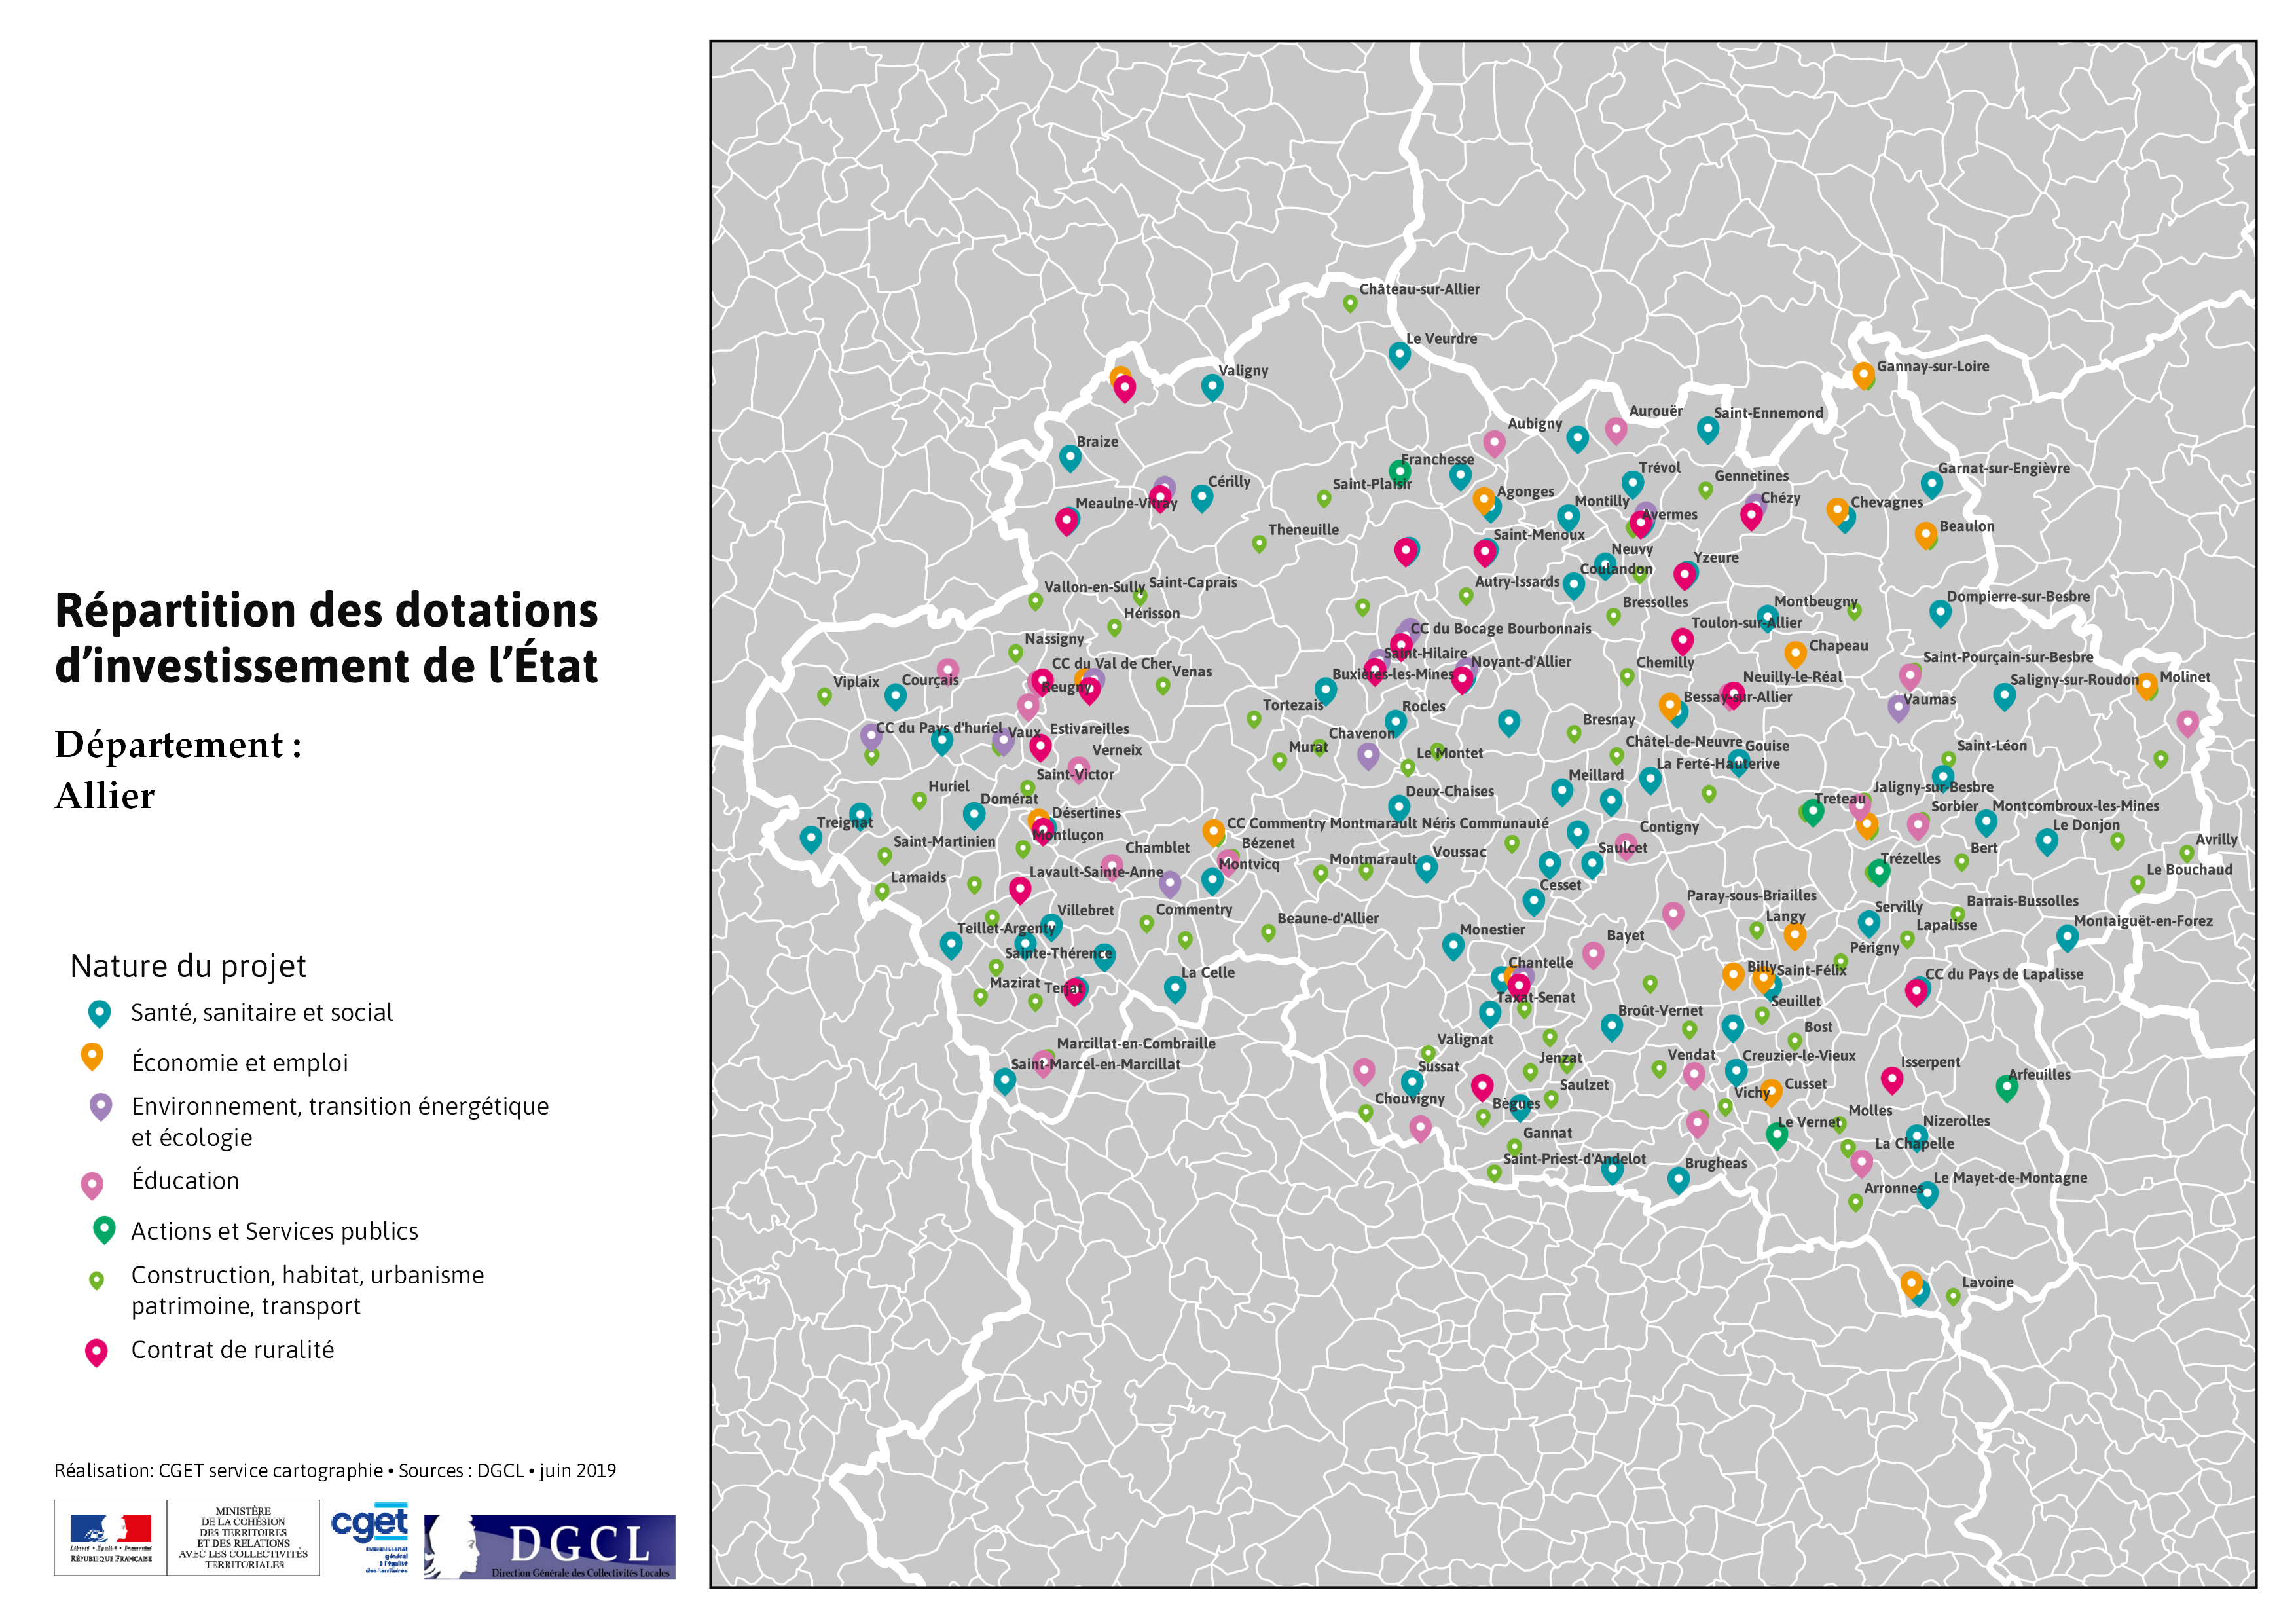 Répartition des dotations
d'investissement de l'État
Département :
Allier
Nature du projet
Santé, sanitaire et social
Économie et emploi
Environnement, transition énergétique
et écologie
Éducation
Actions et Services publics
Construction, habitat, urbanisme
patrimoine, transport
Contrat de ruralité
Réalisation: CGET service cartographie • Sources : DGCL • juin 2019
Liberté • Égalité • Fraternité
RÉPUBLIQUE FRANÇAISE
MINISTÈRE
DE LA COHÉSION
DES TERRITOIRES
ET DES RELATIONS
AVEC LES COLLECTIVITÉS
TERRITORIALES
cget
Commissariat
général
à l'égalité
des territoires
DGCL
Direction Générale des Collectivités Locales
Château-sur-Allier
Le Veurdre
Valigny
Gannay-sur-Loire
Aurouër
Saint-Ennemond
Aubigny
Braize
Franchesse
Trévol
Garnat-sur-Engièvre
Gennetines
Cérilly
Saint-Plaisir
Agonges
Chézy
Meaulne-Vitray
Montilly
Chevagnes
Avermes
Beaulon
Theneuille
Saint-Menoux
Neuvy
Yzeure
Coulandon
Vallon-en-Sully
Saint-Caprais
Autry-Issards
Dompierre-sur-Besbre
Bressolles
Montbeugny
Hérisson
Toulon-sur-Allier
CC du Bocage Bourbonnais
Nassigny
Chapeau
Saint-Hilaire
Saint-Pourçain-sur-Besbre
CC du Val de Cher
Noyant-d'Allier
Chemilly
Venas
Buxières-les-Mines
Neuilly-le-Réal
Molinet
Viplaix
Courçais
Saligny-sur-Roudon
Reugny
Bessay-sur-Allier
Vaumas
Tortezais
Rocles
Bresnay
CC du Pays d'huriel
Vaux
Estivareilles
Chavenon
Châtel-de-Neuvre
Gouise
Saint-Léon
Verneix
Murat
Le Montet
La Ferté-Hauterive
Saint-Victor
Meillard
Huriel
Deux-Chaises
Jaligny-sur-Besbre
Domérat
Treteau
Sorbier
Montcombroux-les-Mines
Désertines
Treignat
CC Commentry Montmarault Néris Communauté
Contigny
Le Donjon
Montluçon
Saint-Martinien
Bézenet
Avrilly
Chamblet
Saulcet
Bert
Voussac
Montmarault
Trézelles
Montvicq
Lavault-Sainte-Anne
Le Bouchaud
Lamaids
Cesset
Paray-sous-Briailles
Barrais-Bussolles
Villebret
Commentry
Servilly
Beaune-d'Allier
Langy
Montaiguët-en-Forez
Teillet-Argenty
Monestier
Bayet
Lapalisse
Périgny
Sainte-Thérence
Chantelle
Billy
Saint-Félix
La Celle
CC du Pays de Lapalisse
Mazirat
Terjat
Taxat-Senat
Seuillet
Broût-Vernet
Bost
Valignat
Marcillat-en-Combraille
Jenzat
Vendat
Creuzier-le-Vieux
Saint-Marcel-en-Marcillat
Sussat
Isserpent
Arfeuilles
Saulzet
Cusset
Vichy
Chouvigny
Bègues
Molles
Le Vernet
Nizerolles
Gannat
La Chapelle
Saint-Priest-d'Andelot
Brugheas
Le Mayet-de-Montagne
Arronnes
Lavoine